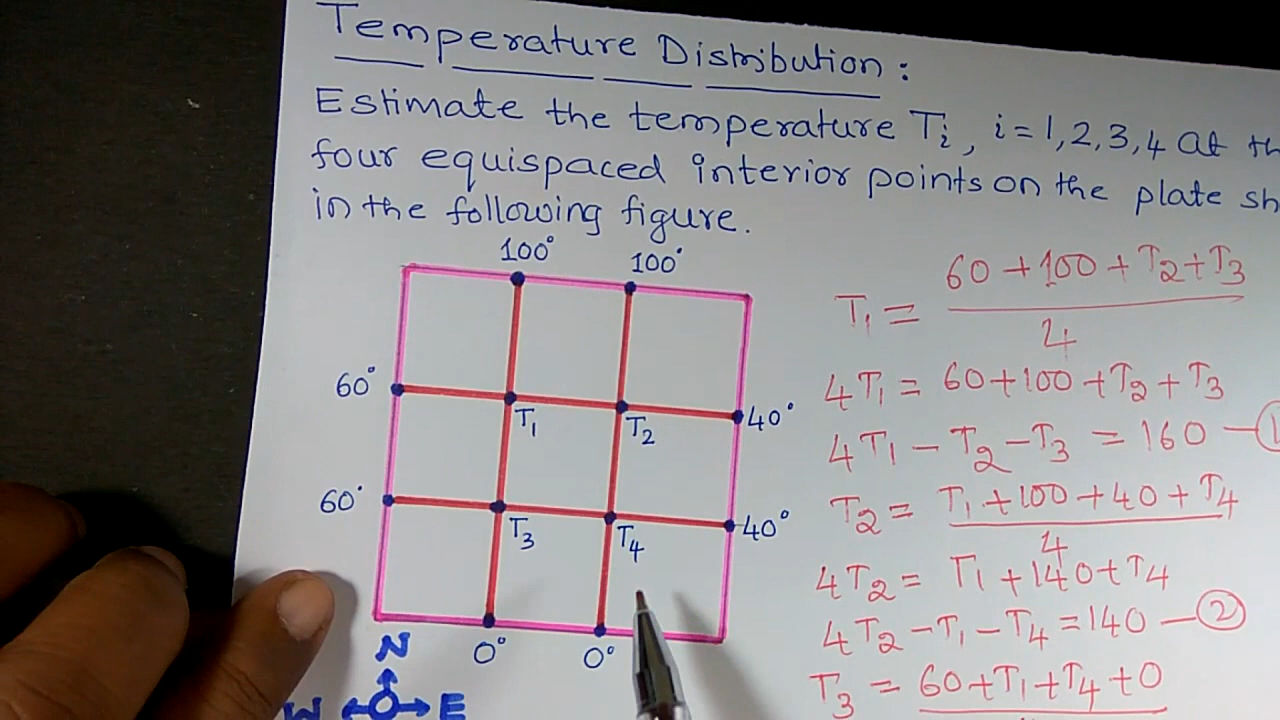 Temperature Distribution:
Estimate the temperature Tᵢ, i=1,2,3,4 at
four equispaced interior points on the plate
in the following figure.
100° 100°
60° T₁ T₂ 40°
60° T₃ T₄ 40°
0° 0°
N
W E
T₁ = (60+100+T₂+T₃)/4
4T₁ = 60+100+T₂+T₃
4T₁ - T₂ - T₃ = 160 — ①
T₂ = (T₁+100+40+T₄)/4
4T₂ = T₁+140+T₄
4T₂ - T₁ - T₄ = 140 — ②
T₃ = 60+T₁+T₄+0